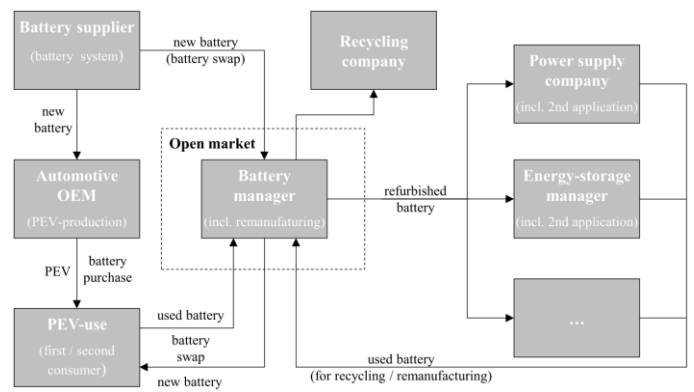 Battery supplier
(battery system)
new battery
(battery swap)
Recycling
company
Power supply
company
(incl. 2nd application)
new
battery
Open market
Automotive
OEM
(PEV-production)
Battery
manager
(incl. remanufaturing)
refurbished
battery
Energy-storage
manager
(incl. 2nd application)
PEV
battery
purchase
PEV-use
(first / second
consumer)
used battery
battery
swap
new battery
...
used battery
(for recycling / remanufacturing)